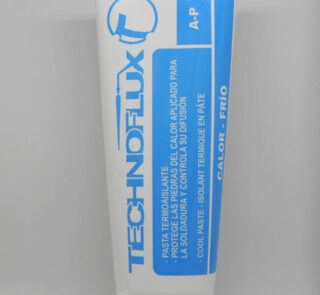 TECHNOFLUX
A-P
- PASTA TERMOAISLANTE
- PROTEGE LAS PIEDRAS DEL CALOR APLICADO PARA
LA SOLDADURA Y CONTROLA SU DIFUSIÓN
- COOL PASTE - ISOLANT TERMIQUE EN PÂTE
CALOR - FRÍO